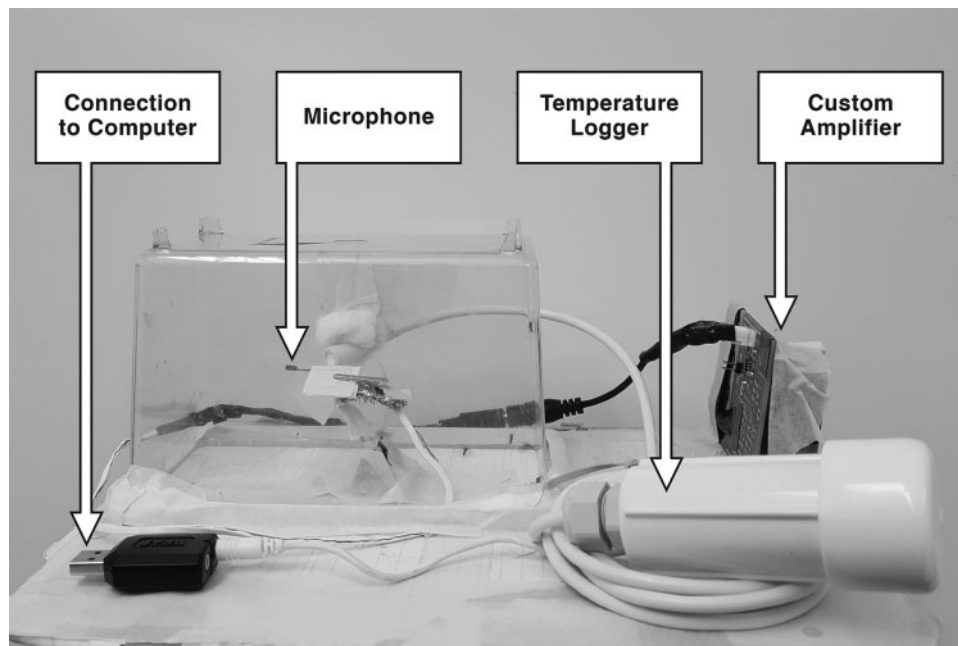 Connection
to Computer
Microphone
Temperature
Logger
Custom
Amplifier